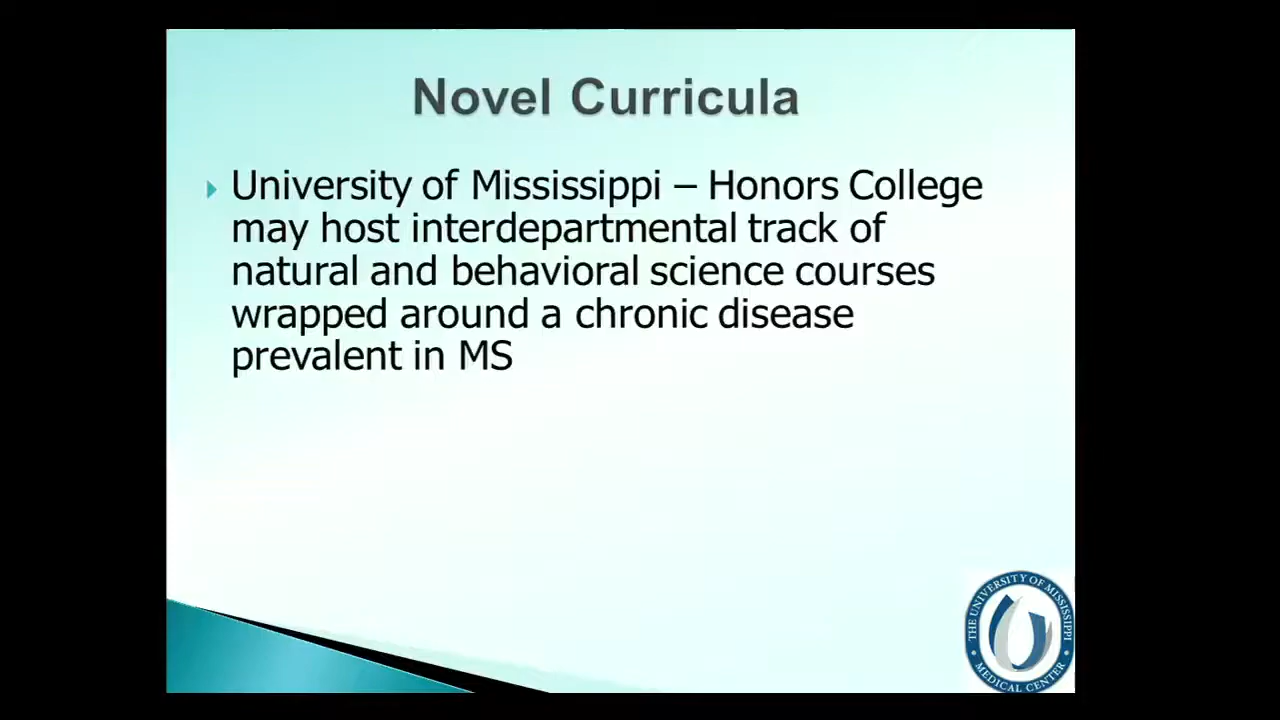 Novel Curricula
University of Mississippi – Honors College
may host interdepartmental track of
natural and behavioral science courses
wrapped around a chronic disease
prevalent in MS
THE UNIVERSITY OF MISSISSIPPI
MEDICAL CENTER